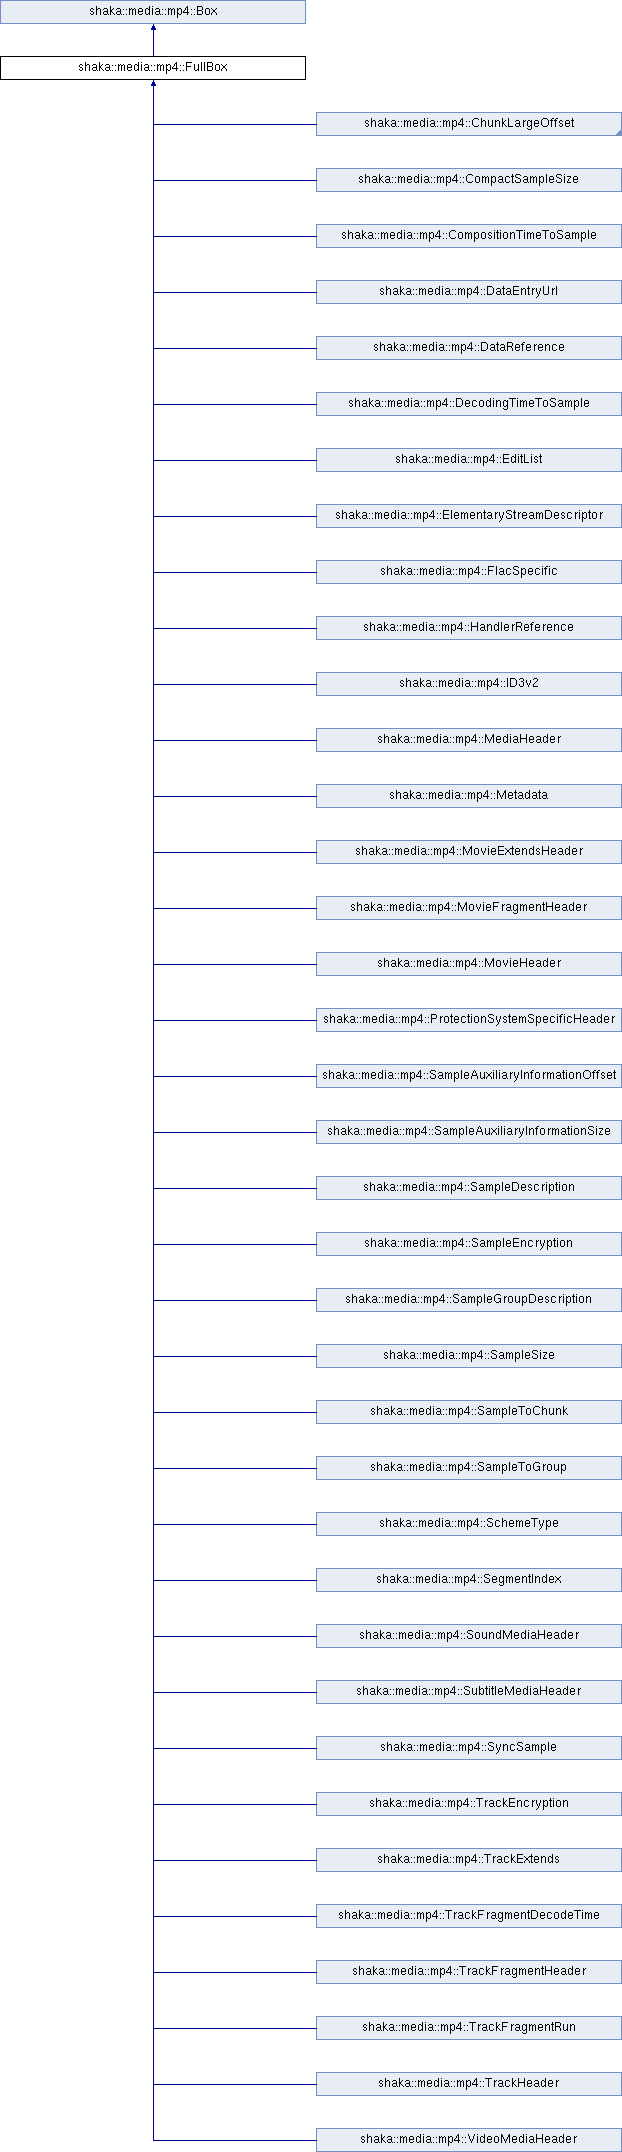 shaka::media::mp4::Box
shaka::media::mp4::FullBox
shaka::media::mp4::ChunkLargeOffset
shaka::media::mp4::CompactSampleSize
shaka::media::mp4::CompositionTimeToSample
shaka::media::mp4::DataEntryUrl
shaka::media::mp4::DataReference
shaka::media::mp4::DecodingTimeToSample
shaka::media::mp4::EditList
shaka::media::mp4::ElementaryStreamDescriptor
shaka::media::mp4::FlacSpecific
shaka::media::mp4::HandlerReference
shaka::media::mp4::ID3v2
shaka::media::mp4::MediaHeader
shaka::media::mp4::Metadata
shaka::media::mp4::MovieExtendsHeader
shaka::media::mp4::MovieFragmentHeader
shaka::media::mp4::MovieHeader
shaka::media::mp4::ProtectionSystemSpecificHeader
shaka::media::mp4::SampleAuxiliaryInformationOffset
shaka::media::mp4::SampleAuxiliaryInformationSize
shaka::media::mp4::SampleDescription
shaka::media::mp4::SampleEncryption
shaka::media::mp4::SampleGroupDescription
shaka::media::mp4::SampleSize
shaka::media::mp4::SampleToChunk
shaka::media::mp4::SampleToGroup
shaka::media::mp4::SchemeType
shaka::media::mp4::SegmentIndex
shaka::media::mp4::SoundMediaHeader
shaka::media::mp4::SubtitleMediaHeader
shaka::media::mp4::SyncSample
shaka::media::mp4::TrackEncryption
shaka::media::mp4::TrackExtends
shaka::media::mp4::TrackFragmentDecodeTime
shaka::media::mp4::TrackFragmentHeader
shaka::media::mp4::TrackFragmentRun
shaka::media::mp4::TrackHeader
shaka::media::mp4::VideoMediaHeader